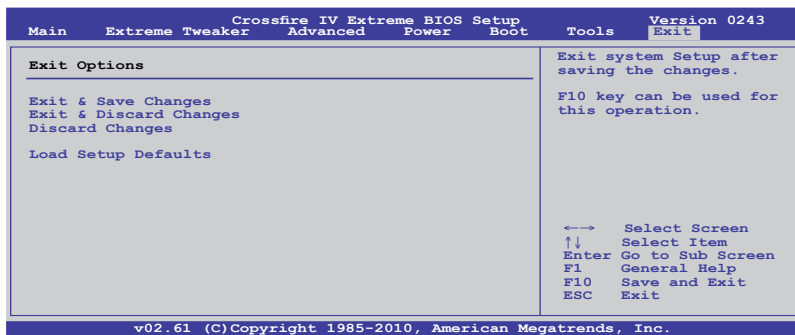 Crossfire IV Extreme BIOS Setup Version 0243
Main Extreme Tweaker Advanced Power Boot Tools Exit
Exit Options
Exit & Save Changes
Exit & Discard Changes
Discard Changes
Load Setup Defaults
Exit system Setup after
saving the changes.
F10 key can be used for
this operation.
←→ Select Screen
↑↓ Select Item
Enter Go to Sub Screen
F1 General Help
F10 Save and Exit
ESC Exit
v02.61 (C)Copyright 1985-2010, American Megatrends, Inc.